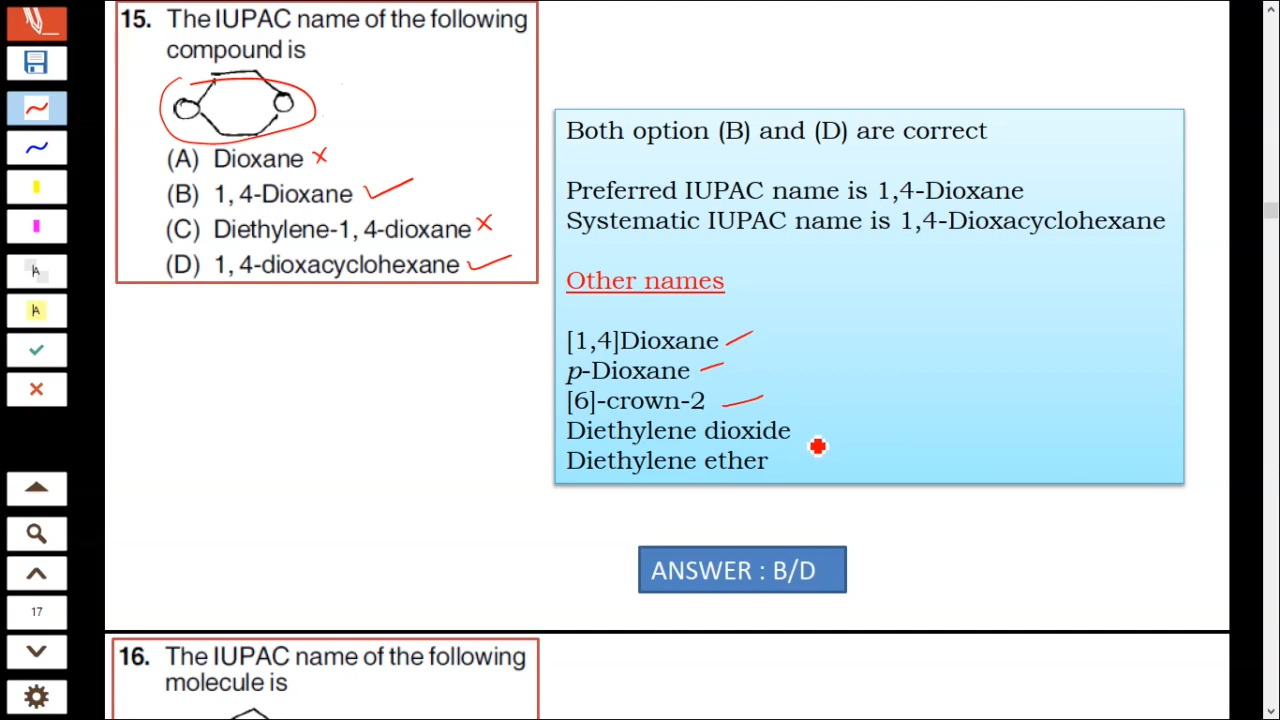 15. The IUPAC name of the following
compound is
(A) Dioxane
(B) 1, 4-Dioxane
(C) Diethylene-1, 4-dioxane
(D) 1, 4-dioxacyclohexane
Both option (B) and (D) are correct
Preferred IUPAC name is 1,4-Dioxane
Systematic IUPAC name is 1,4-Dioxacyclohexane
Other names
[1,4]Dioxane
p-Dioxane
[6]-crown-2
Diethylene dioxide
Diethylene ether
ANSWER : B/D
17
16. The IUPAC name of the following
molecule is